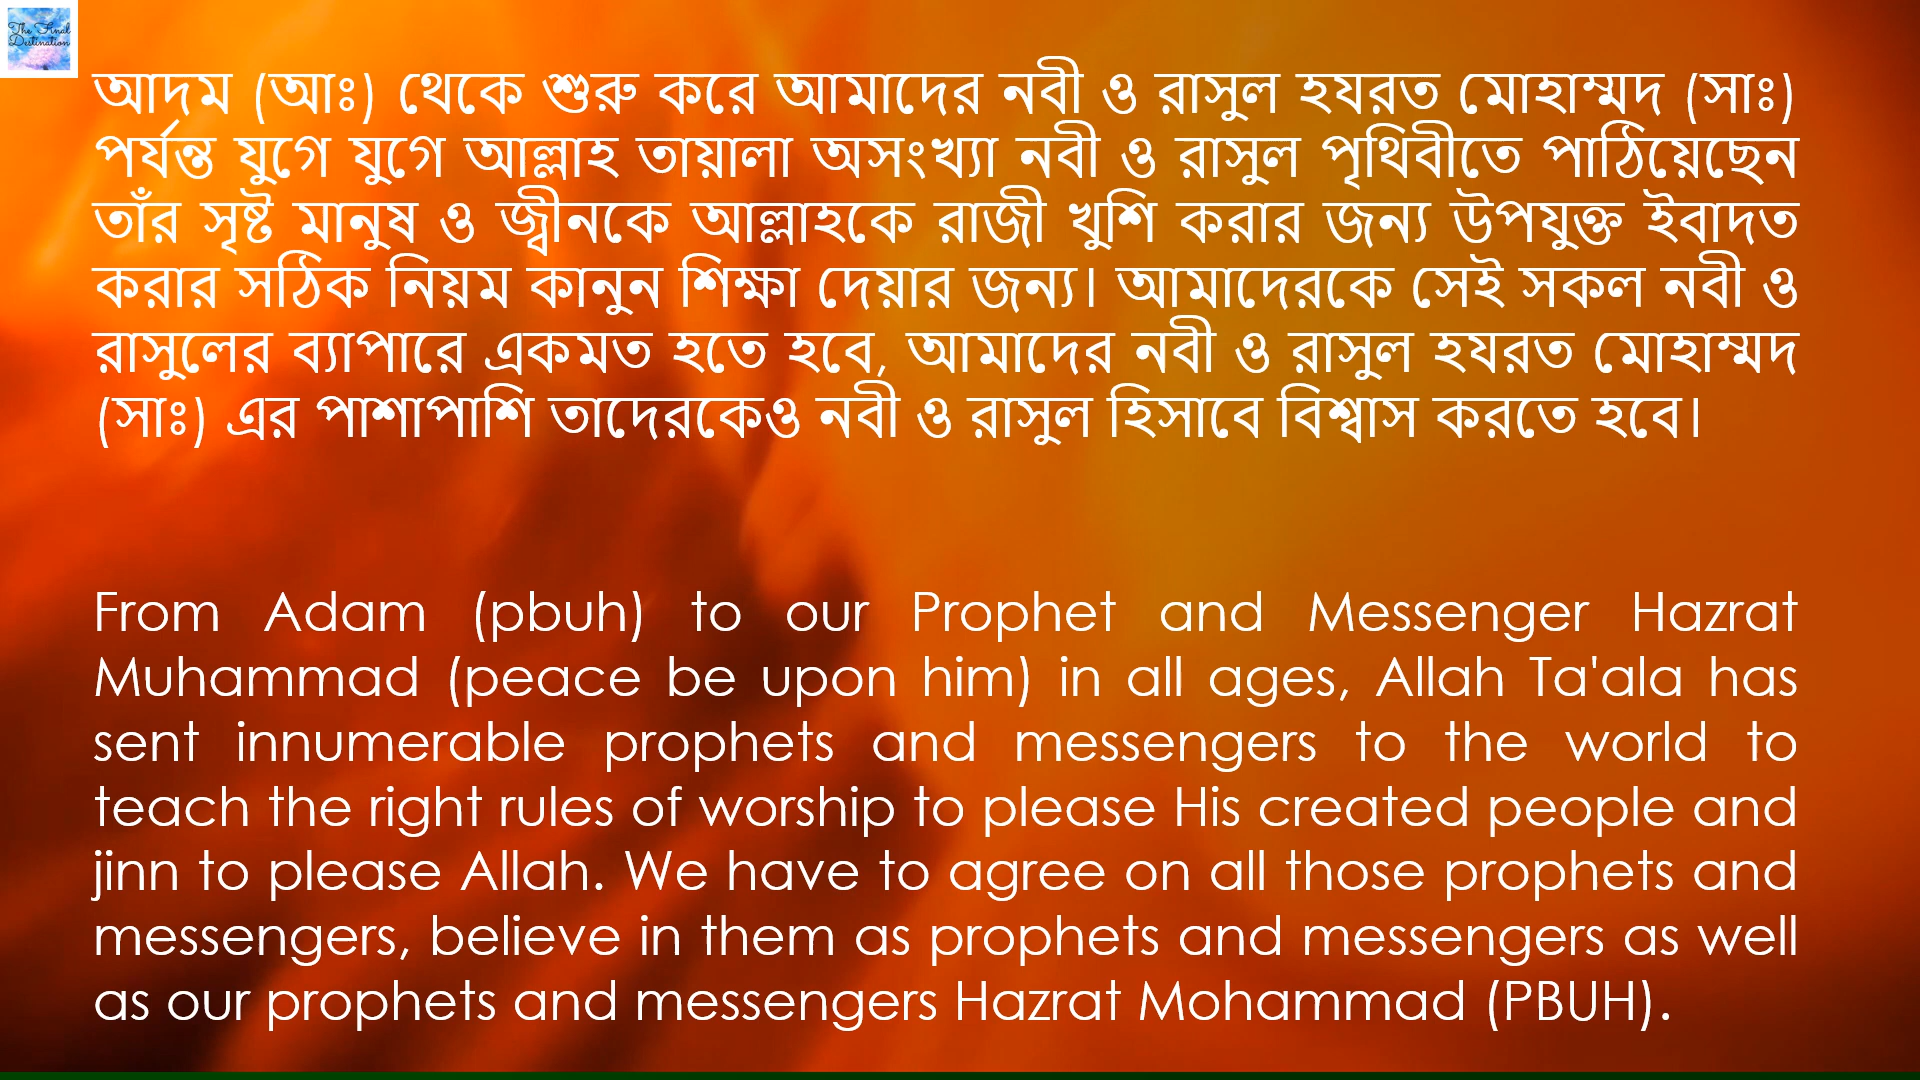 The Final
Destination
আদম (আঃ) থেকে শুরু করে আমাদের নবী ও রাসুল হযরত মোহাম্মদ (সাঃ)
পর্যন্ত যুগে যুগে আল্লাহ তায়ালা অসংখ্যা নবী ও রাসুল পৃথিবীতে পাঠিয়েছেন
তাঁর সৃষ্ট মানুষ ও জ্বীনকে আল্লাহকে রাজী খুশি করার জন্য উপযুক্ত ইবাদত
করার সঠিক নিয়ম কানুন শিক্ষা দেয়ার জন্য। আমাদেরকে সেই সকল নবী ও
রাসুলের ব্যাপারে একমত হতে হবে, আমাদের নবী ও রাসুল হযরত মোহাম্মদ
(সাঃ) এর পাশাপাশি তাদেরকেও নবী ও রাসুল হিসাবে বিশ্বাস করতে হবে।
From Adam (pbuh) to our Prophet and Messenger Hazrat
Muhammad (peace be upon him) in all ages, Allah Ta'ala has
sent innumerable prophets and messengers to the world to
teach the right rules of worship to please His created people and
jinn to please Allah. We have to agree on all those prophets and
messengers, believe in them as prophets and messengers as well
as our prophets and messengers Hazrat Mohammad (PBUH).